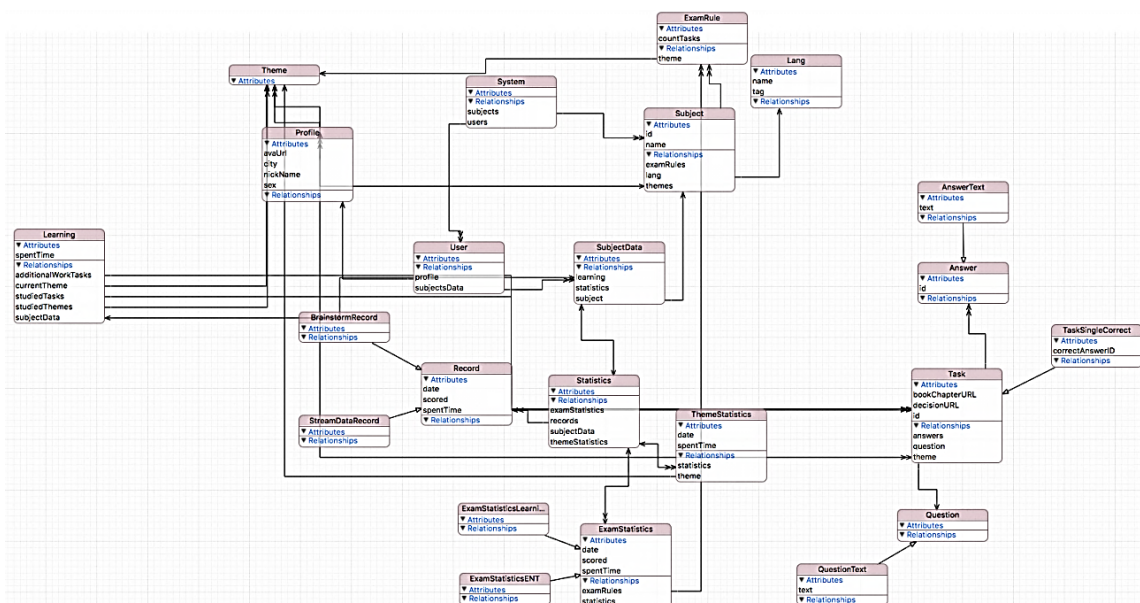 ExamRule
▼ Attributes
countTasks
▼ Relationships
theme
Lang
▼ Attributes
name
tag
▼ Relationships
Theme
▼ Attributes
System
▼ Attributes
▼ Relationships
subjects
users
Subject
▼ Attributes
id
name
▼ Relationships
examRules
lang
themes
Profile
▼ Attributes
avaUrl
city
nickName
sex
▼ Relationships
AnswerText
▼ Attributes
text
▼ Relationships
Learning
▼ Attributes
spentTime
▼ Relationships
additionalWorkTasks
currentTheme
studiedTasks
studiedThemes
subjectData
User
▼ Attributes
▼ Relationships
profile
subjectsData
SubjectData
▼ Attributes
▼ Relationships
learning
statistics
subject
Answer
▼ Attributes
id
▼ Relationships
BrainstormRecord
▼ Attributes
▼ Relationships
TaskSingleCorrect
▼ Attributes
correctAnswerID
▼ Relationships
Record
▼ Attributes
date
scored
spentTime
▼ Relationships
Statistics
▼ Attributes
▼ Relationships
examStatistics
records
subjectData
themeStatistics
Task
▼ Attributes
bookChapterURL
decisionURL
id
▼ Relationships
answers
question
theme
StreamDataRecord
▼ Attributes
▼ Relationships
ThemeStatistics
▼ Attributes
date
spentTime
▼ Relationships
statistics
theme
ExamStatisticsLearni...
▼ Attributes
▼ Relationships
ExamStatistics
▼ Attributes
date
scored
spentTime
▼ Relationships
examRules
statistics
Question
▼ Attributes
▼ Relationships
ExamStatisticsENT
▼ Attributes
▼ Relationships
QuestionText
▼ Attributes
text
▼ Relationships